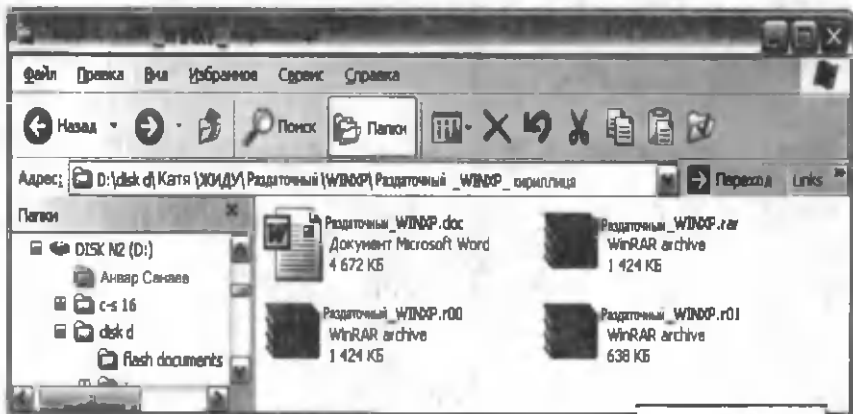 _WINXP_
Файл Правка Вид Избранное Сервис Справка
Назад Поиск Папки
Адрес: D:\disk d\Катя\ЖИДУ\Раздаточный\WINXP\Раздаточный _WINXP_ кириллица Переход Links »
Папки
Раздаточный_WINXP.doc
Документ Microsoft Word
4 672 КБ
Раздаточный_WINXP.rar
WinRAR archive
1 424 КБ
DISK N2 (D:)
Анвар Санаев
c-s 16
disk d
flash documents
Раздаточный_WINXP.r00
WinRAR archive
1 424 КБ
Раздаточный_WINXP.r01
WinRAR archive
638 КБ